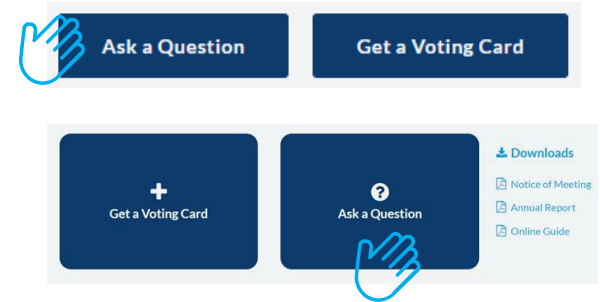 Ask a Question
Get a Voting Card
Get a Voting Card
Ask a Question
Downloads
Notice of Meeting
Annual Report
Online Guide